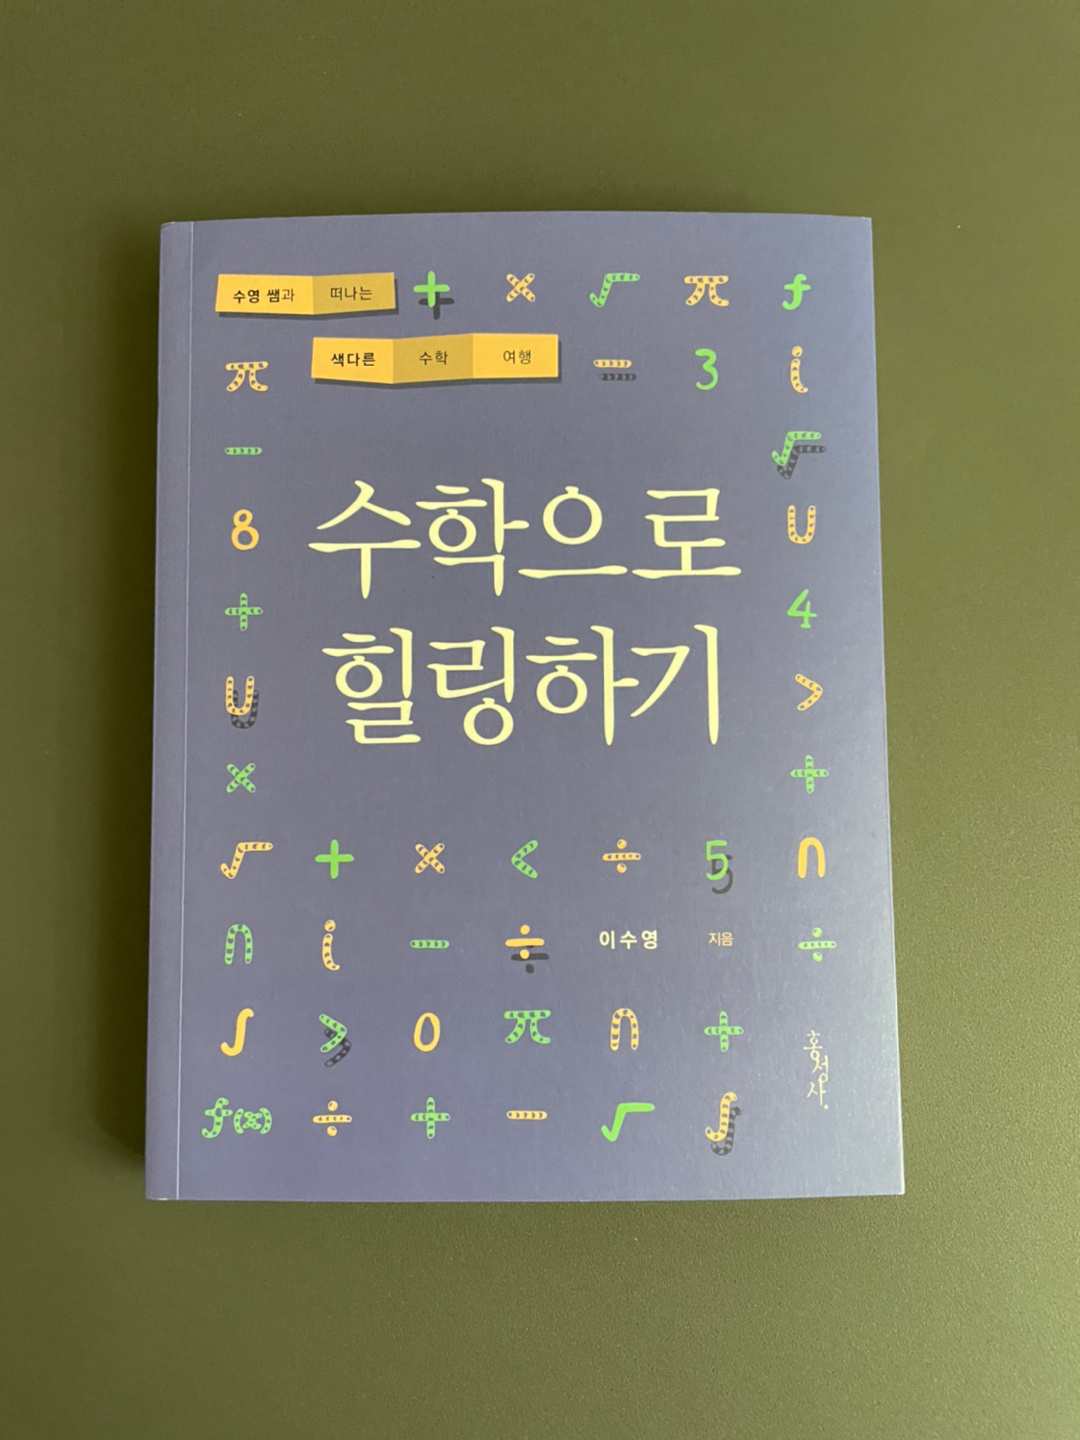 수영 쌤과 떠나는 + × √ π f
π 색다른 수학 여행 = 3 i
− √
8 수학으로 U
+ 4
U 힐링하기 >
× +
√ + × < ÷ 5 ∩
∩ i − ÷ 이수영 지음 ÷
∫ > 0 π ∩ +
홍성사.
f(x) ÷ + − √ ∫